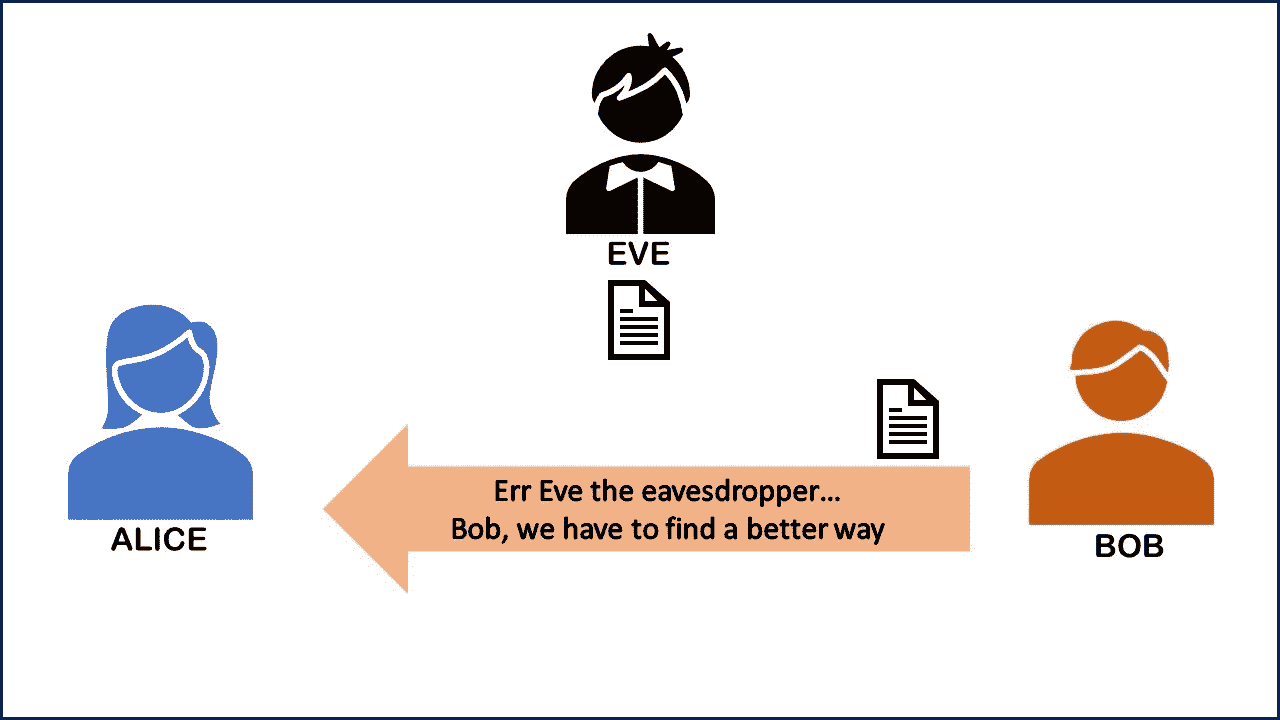 EVE
Err Eve the eavesdropper...
Bob, we have to find a better way
ALICE
BOB